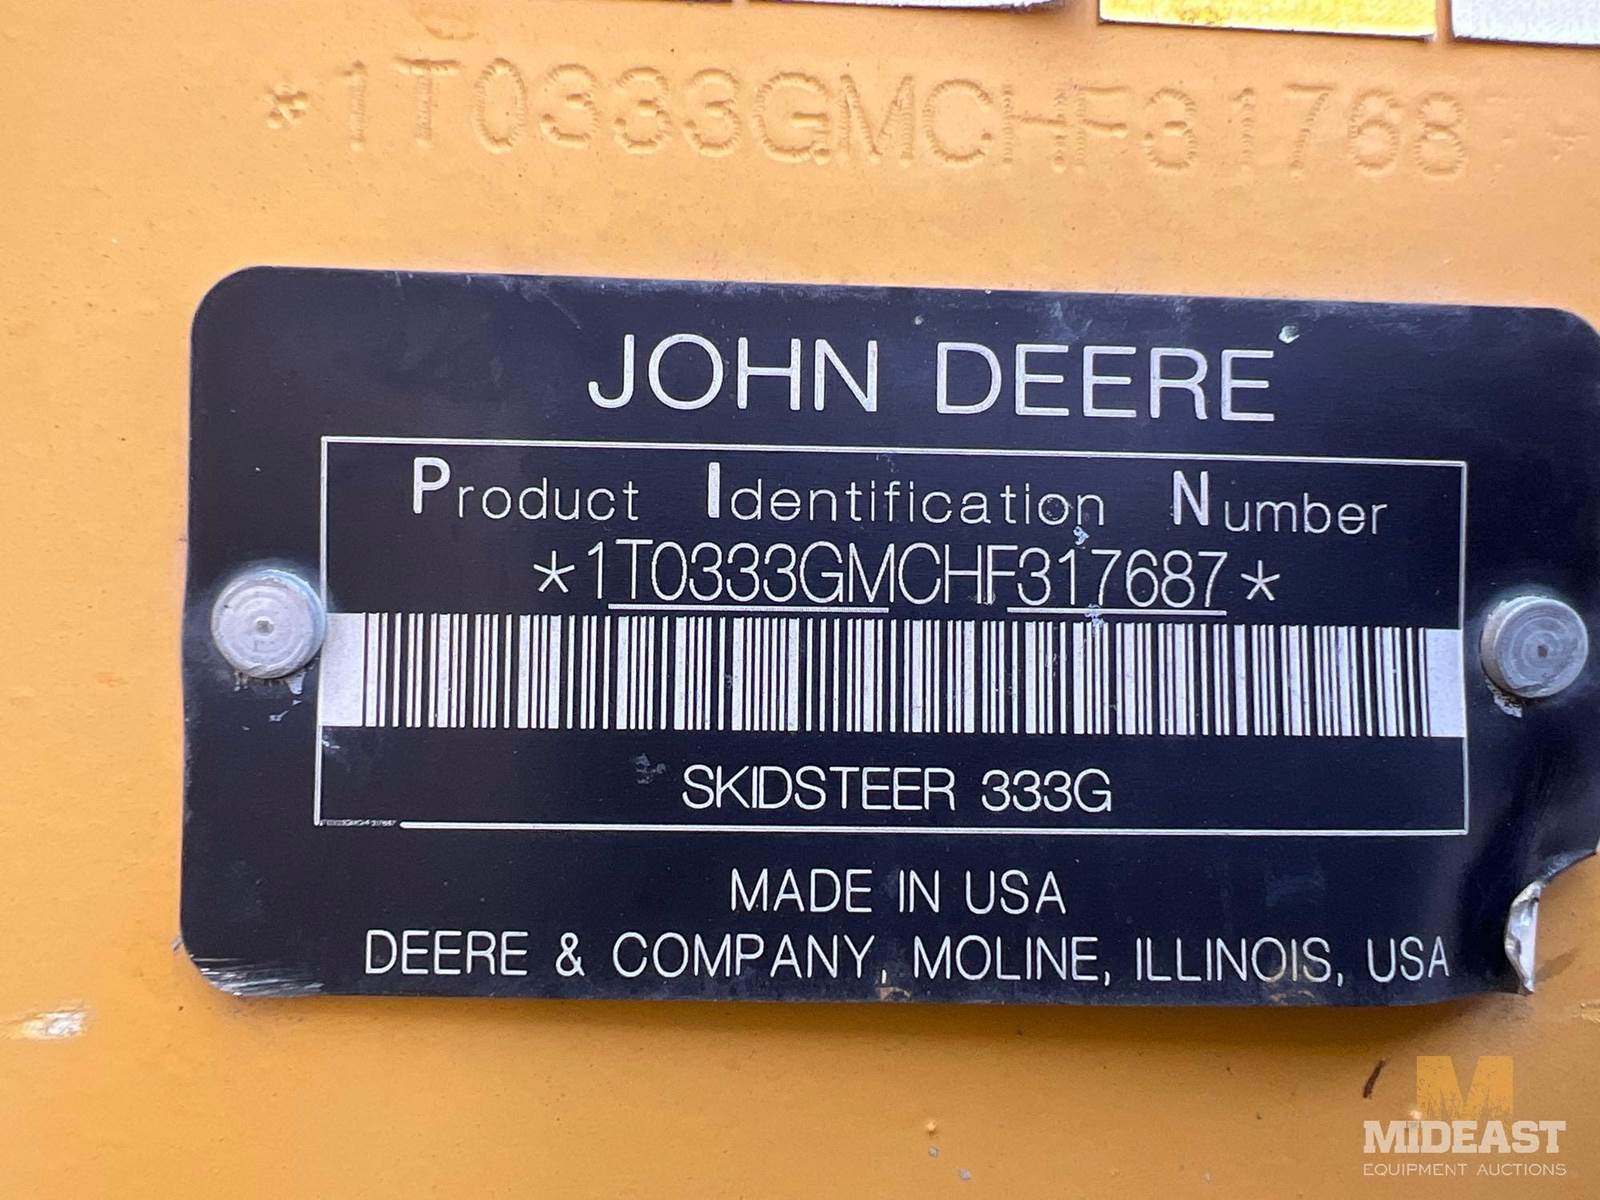 *1T0333GMCHF31768
JOHN DEERE
Product Identification Number
*1T0333GMCHF317687*
SKIDSTEER 333G
1T0333GMCHF317687
MADE IN USA
DEERE & COMPANY, MOLINE, ILLINOIS, USA
M
MIDEAST
EQUIPMENT AUCTIONS